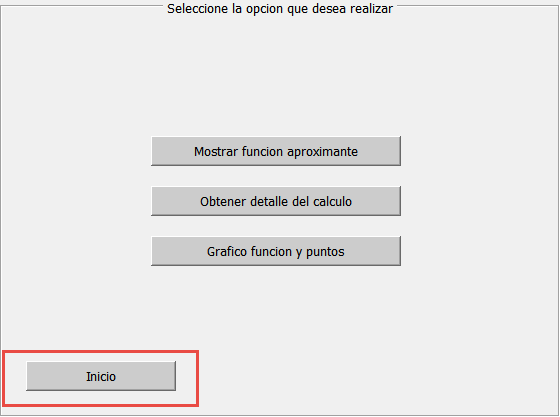 Seleccione la opcion que desea realizar
Mostrar funcion aproximante
Obtener detalle del calculo
Grafico funcion y puntos
Inicio